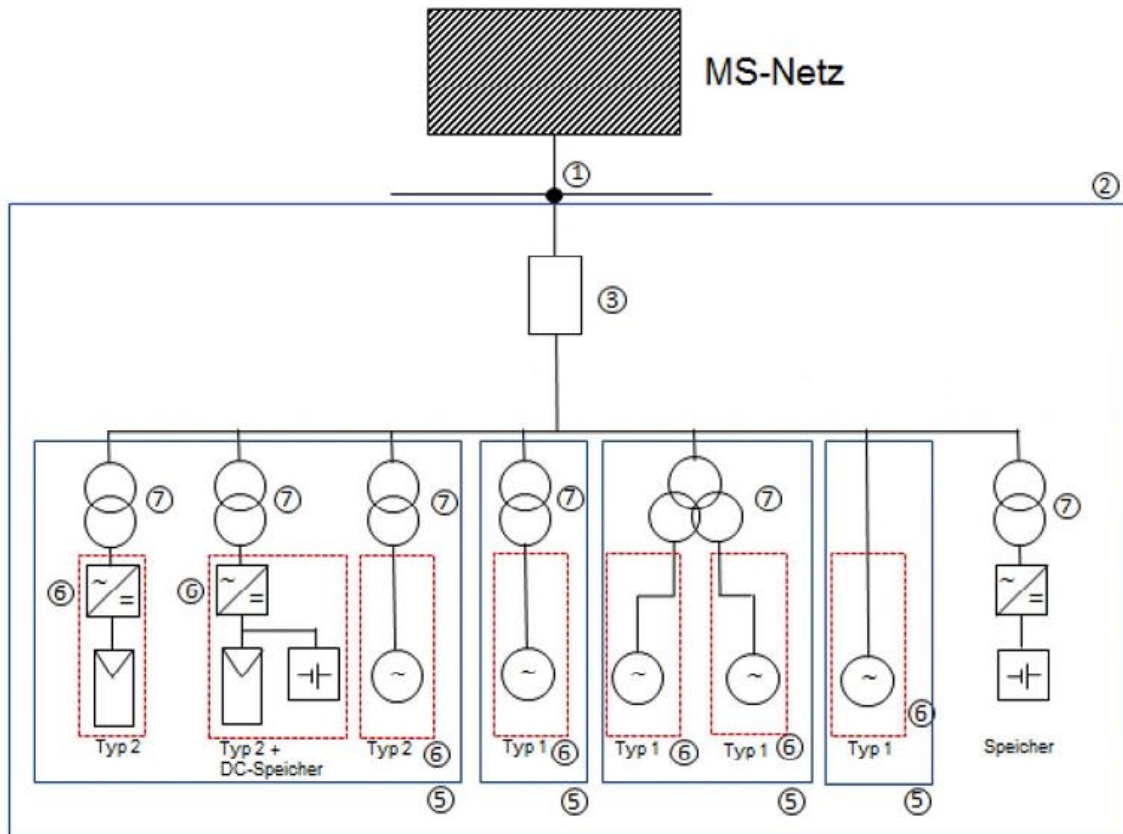 MS-Netz
①
②
③
⑦ ⑦ ⑦ ⑦ ⑦ ⑦
⑥ ~ = G ~ = ~ =
~ ~ ~ ~ ~
⑥
Typ 2 Typ 2 + Typ 2 ⑥ Typ 1 ⑥ Typ 1 ⑥ Typ 1 ⑥ Typ 1 Speicher
DC-Speicher
⑤ ⑤ ⑤ ⑤